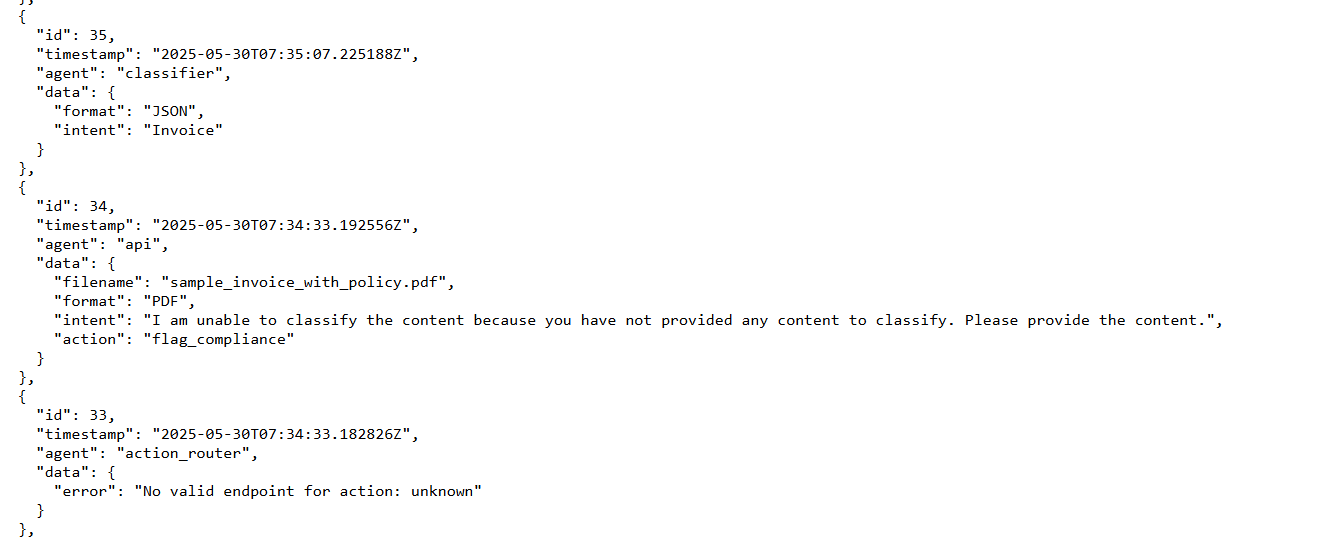 },
{
  "id": 35,
  "timestamp": "2025-05-30T07:35:07.225188Z",
  "agent": "classifier",
  "data": {
    "format": "JSON",
    "intent": "Invoice"
  }
},
{
  "id": 34,
  "timestamp": "2025-05-30T07:34:33.192556Z",
  "agent": "api",
  "data": {
    "filename": "sample_invoice_with_policy.pdf",
    "format": "PDF",
    "intent": "I am unable to classify the content because you have not provided any content to classify. Please provide the content.",
    "action": "flag_compliance"
  }
},
{
  "id": 33,
  "timestamp": "2025-05-30T07:34:33.182826Z",
  "agent": "action_router",
  "data": {
    "error": "No valid endpoint for action: unknown"
  }
},